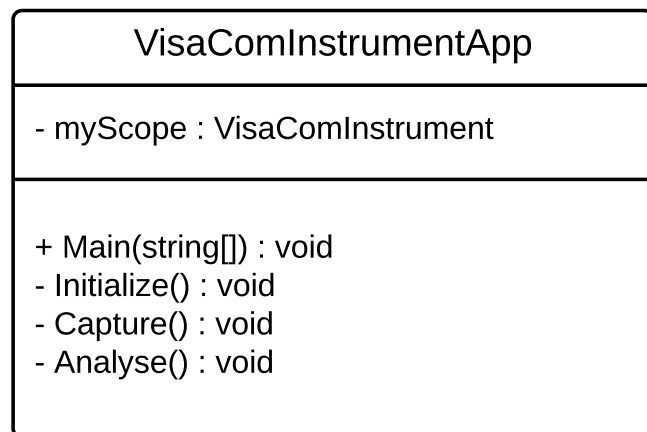 VisaComInstrumentApp
- myScope : VisaComInstrument
+ Main(string[]) : void
- Initialize() : void
- Capture() : void
- Analyse() : void